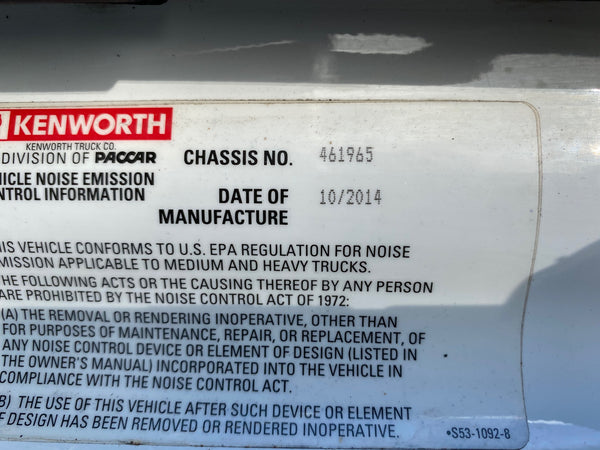 KENWORTH
KENWORTH TRUCK CO.
DIVISION OF PACCAR
CHASSIS NO. 461965
HICLE NOISE EMISSION
NTROL INFORMATION
DATE OF
MANUFACTURE 10/2014
IS VEHICLE CONFORMS TO U.S. EPA REGULATION FOR NOISE
MISSION APPLICABLE TO MEDIUM AND HEAVY TRUCKS.
HE FOLLOWING ACTS OR THE CAUSING THEREOF BY ANY PERSON
ARE PROHIBITED BY THE NOISE CONTROL ACT OF 1972:
(A) THE REMOVAL OR RENDERING INOPERATIVE, OTHER THAN
FOR PURPOSES OF MAINTENANCE, REPAIR, OR REPLACEMENT, OF
ANY NOISE CONTROL DEVICE OR ELEMENT OF DESIGN (LISTED IN
THE OWNER'S MANUAL) INCORPORATED INTO THE VEHICLE IN
COMPLIANCE WITH THE NOISE CONTROL ACT.
B) THE USE OF THIS VEHICLE AFTER SUCH DEVICE OR ELEMENT
OF DESIGN HAS BEEN REMOVED OR RENDERED INOPERATIVE.
•S53-1092-8